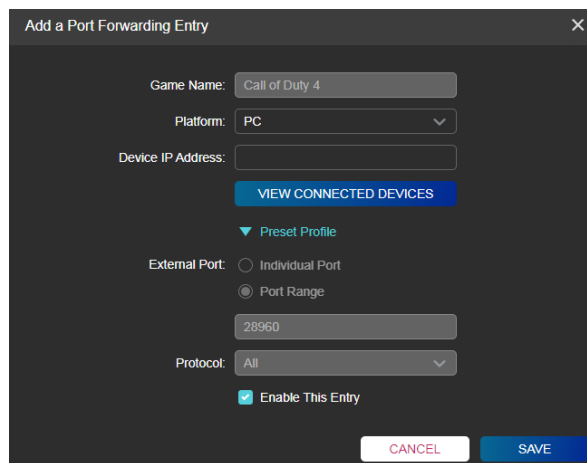 Add a Port Forwarding Entry
Game Name: Call of Duty 4
Platform: PC
Device IP Address:
VIEW CONNECTED DEVICES
Preset Profile
External Port: Individual Port
Port Range
28960
Protocol: All
Enable This Entry
CANCEL SAVE